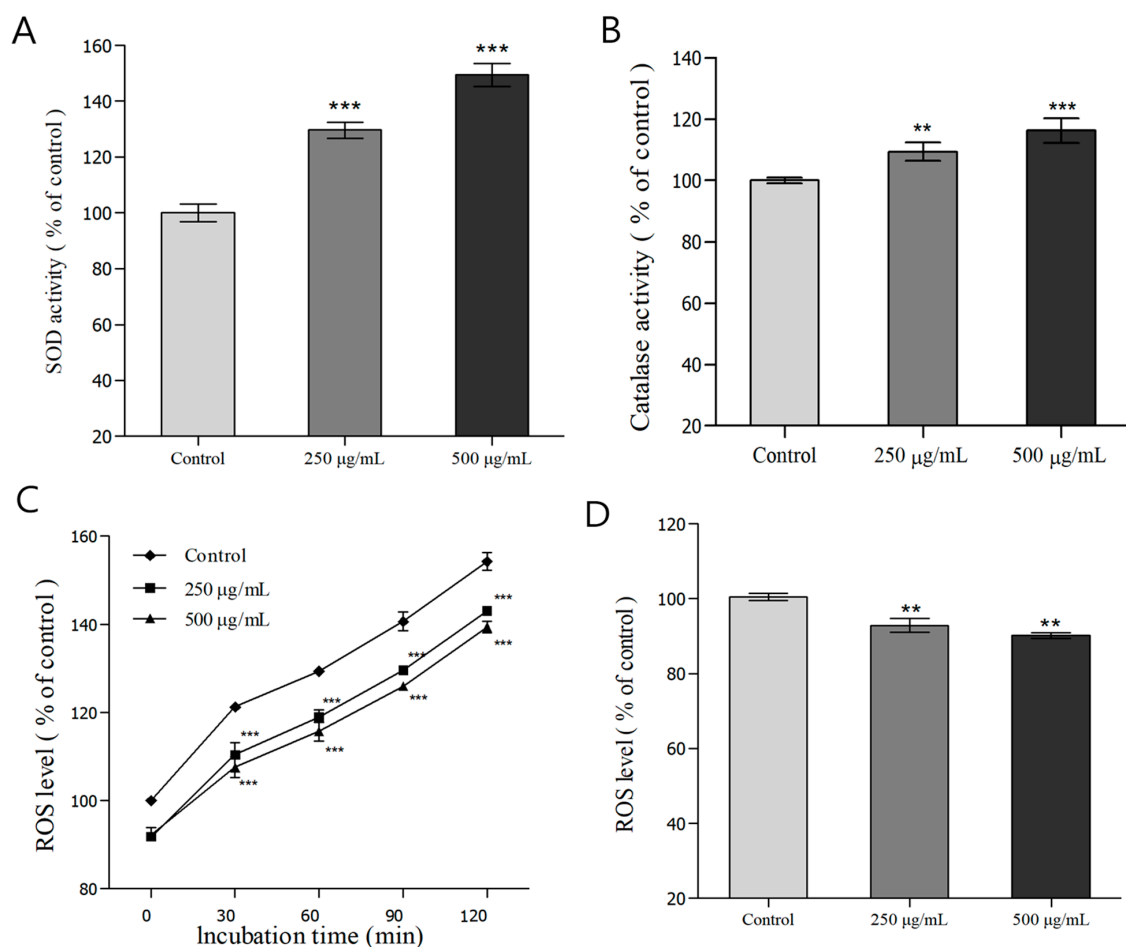 A
SOD activity ( % of control )
160
140
120
100
80
60
40
20
***
***
Control
250 μg/mL
500 μg/mL
B
Catalase activity ( % of control )
140
120
100
80
60
40
20
**
***
Control
250 μg/mL
500 μg/mL
C
ROS level ( % of control )
160
140
120
100
80
Control
250 μg/mL
500 μg/mL
***
***
***
***
***
***
***
***
0
30
60
90
120
Incubation time (min)
D
ROS level ( % of control )
120
100
80
60
40
20
**
**
Control
250 μg/mL
500 μg/mL